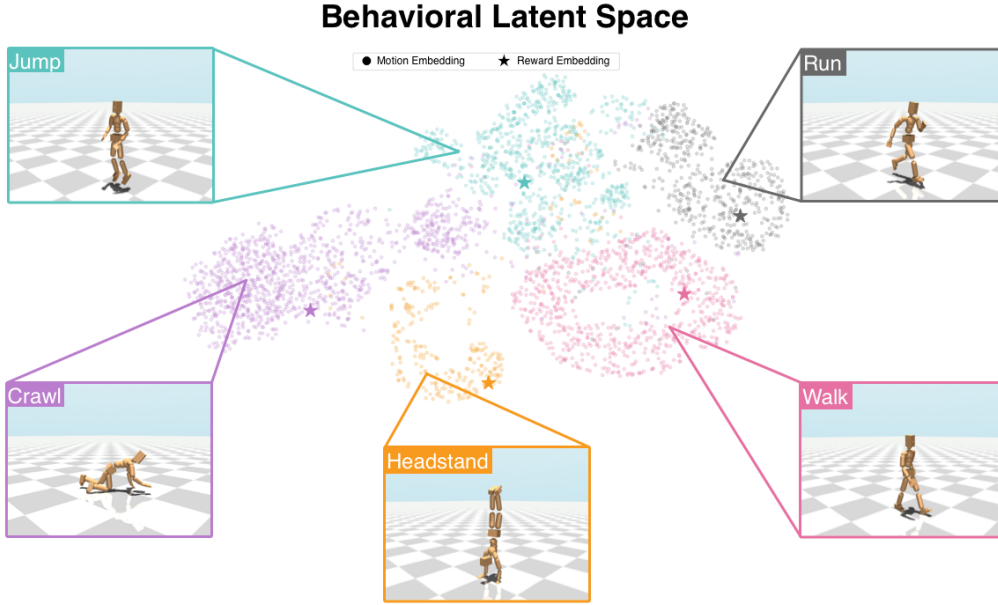 Behavioral Latent Space
Motion Embedding
Reward Embedding
Jump
Run
Crawl
Headstand
Walk